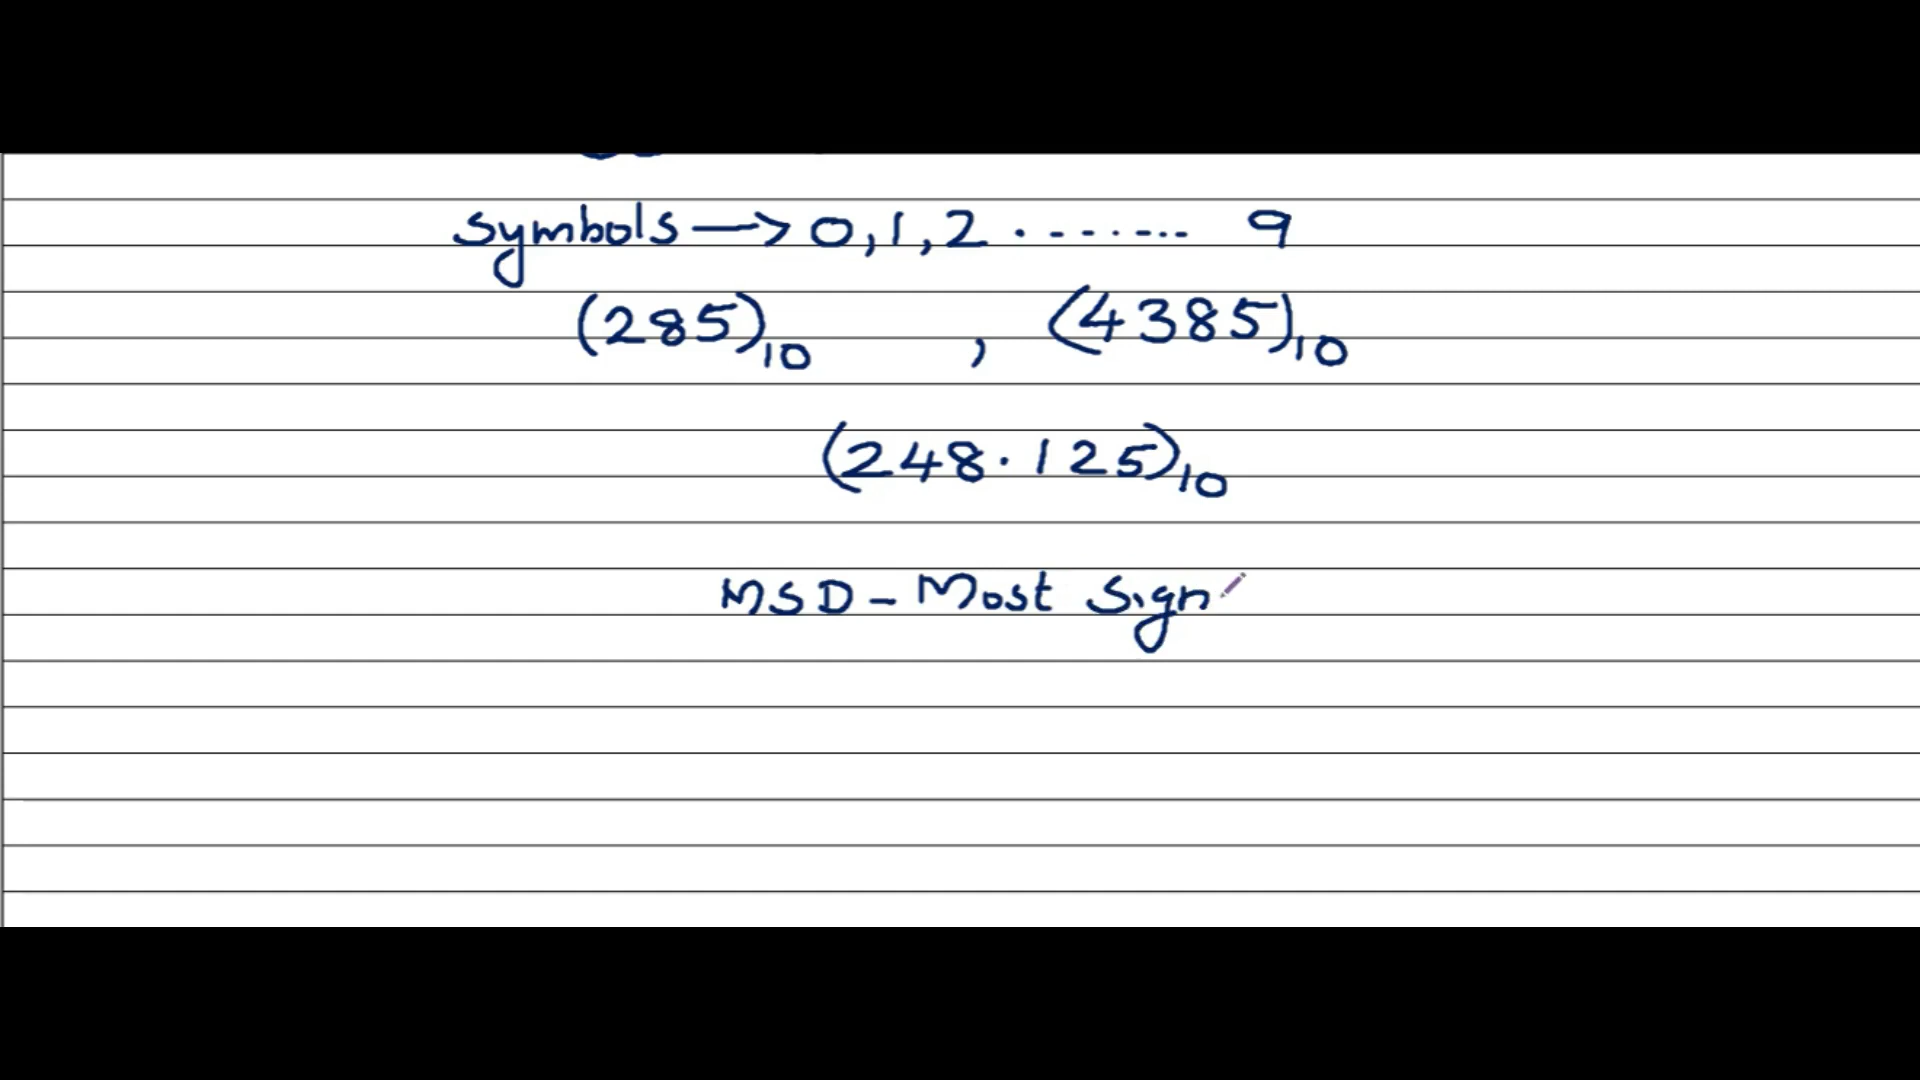 symbols → 0,1,2 ......... 9
(285)₁₀ , (4385)₁₀
(248.125)₁₀
MSD - Most Sign